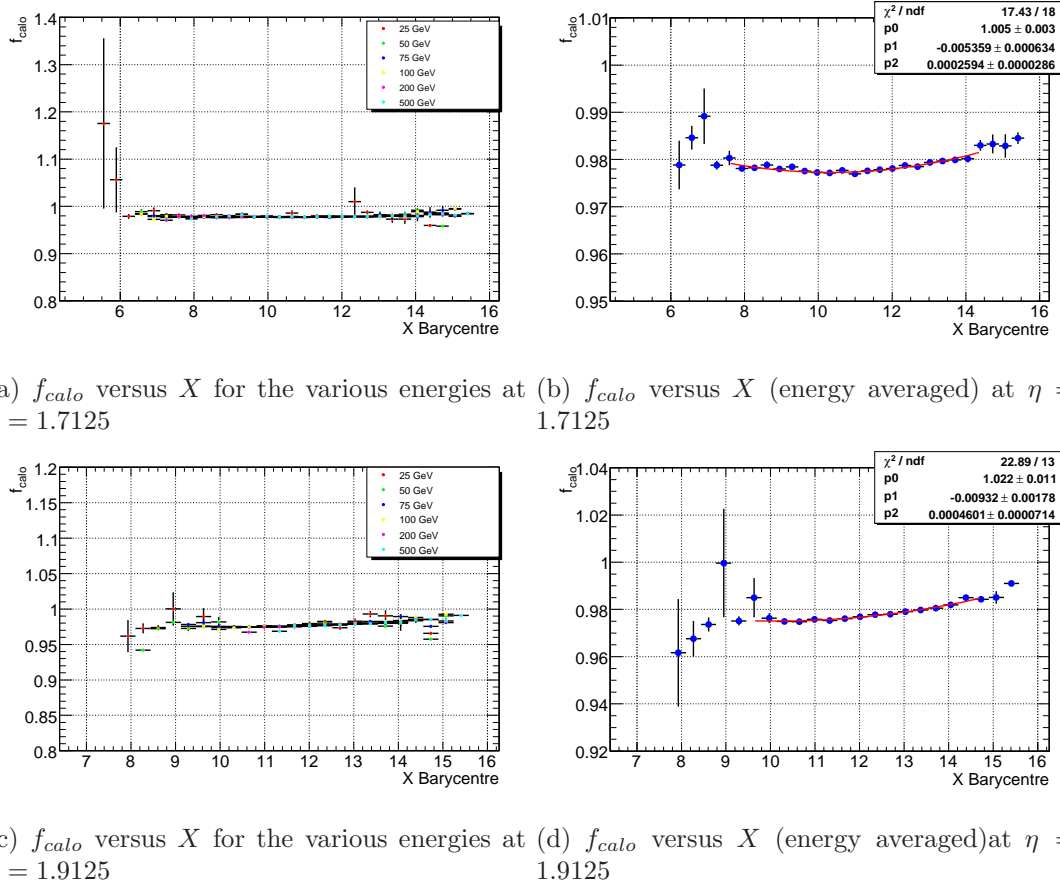 f_calo
1.4
1.3
1.2
1.1
1
0.9
0.8
6 8 10 12 14 16
X Barycentre
25 GeV
50 GeV
75 GeV
100 GeV
200 GeV
500 GeV
f_calo
1.01
1
0.99
0.98
0.97
0.96
0.95
6 8 10 12 14 16
X Barycentre
χ² / ndf 17.43 / 18
p0 1.005 ± 0.003
p1 -0.005359 ± 0.000634
p2 0.0002594 ± 0.0000286
a) f_calo versus X for the various energies at
= 1.7125
(b) f_calo versus X (energy averaged) at η =
1.7125
f_calo
1.2
1.15
1.1
1.05
1
0.95
0.9
0.85
0.8
7 8 9 10 11 12 13 14 15 16
X Barycentre
25 GeV
50 GeV
75 GeV
100 GeV
200 GeV
500 GeV
f_calo
1.04
1.02
1
0.98
0.96
0.94
0.92
7 8 9 10 11 12 13 14 15 16
X Barycentre
χ² / ndf 22.89 / 13
p0 1.022 ± 0.011
p1 -0.00932 ± 0.00178
p2 0.0004601 ± 0.0000714
c) f_calo versus X for the various energies at
= 1.9125
(d) f_calo versus X (energy averaged)at η =
1.9125